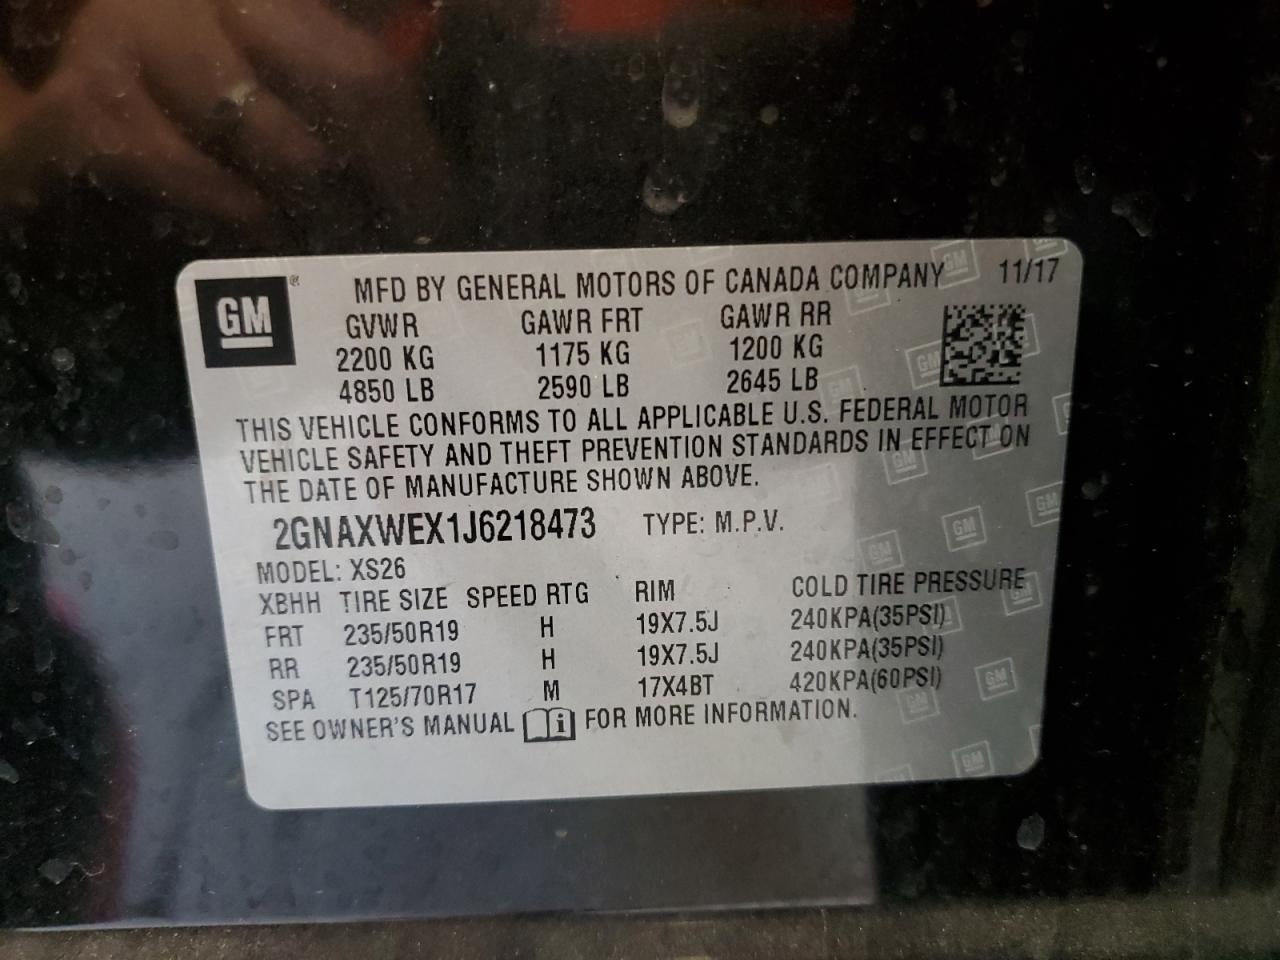 GM ® MFD BY GENERAL MOTORS OF CANADA COMPANY 11/17
GVWR GAWR FRT GAWR RR
2200 KG 1175 KG 1200 KG
4850 LB 2590 LB 2645 LB
THIS VEHICLE CONFORMS TO ALL APPLICABLE U.S. FEDERAL MOTOR
VEHICLE SAFETY AND THEFT PREVENTION STANDARDS IN EFFECT ON
THE DATE OF MANUFACTURE SHOWN ABOVE.
2GNAXWEX1J6218473 TYPE: M.P.V.
MODEL: XS26
XBHH TIRE SIZE SPEED RTG RIM COLD TIRE PRESSURE
FRT 235/50R19 H 19X7.5J 240KPA(35PSI)
RR 235/50R19 H 19X7.5J 240KPA(35PSI)
SPA T125/70R17 M 17X4BT 420KPA(60PSI)
SEE OWNER'S MANUAL i FOR MORE INFORMATION.